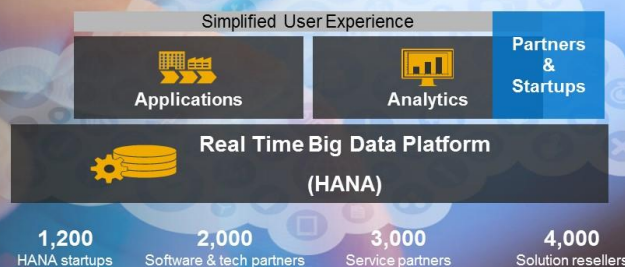 Simplified User Experience
Partners
&
Startups
Applications
Analytics
Real Time Big Data Platform
(HANA)
1,200
2,000
3,000
4,000
HANA startups
Software & tech partners
Service partners
Solution resellers